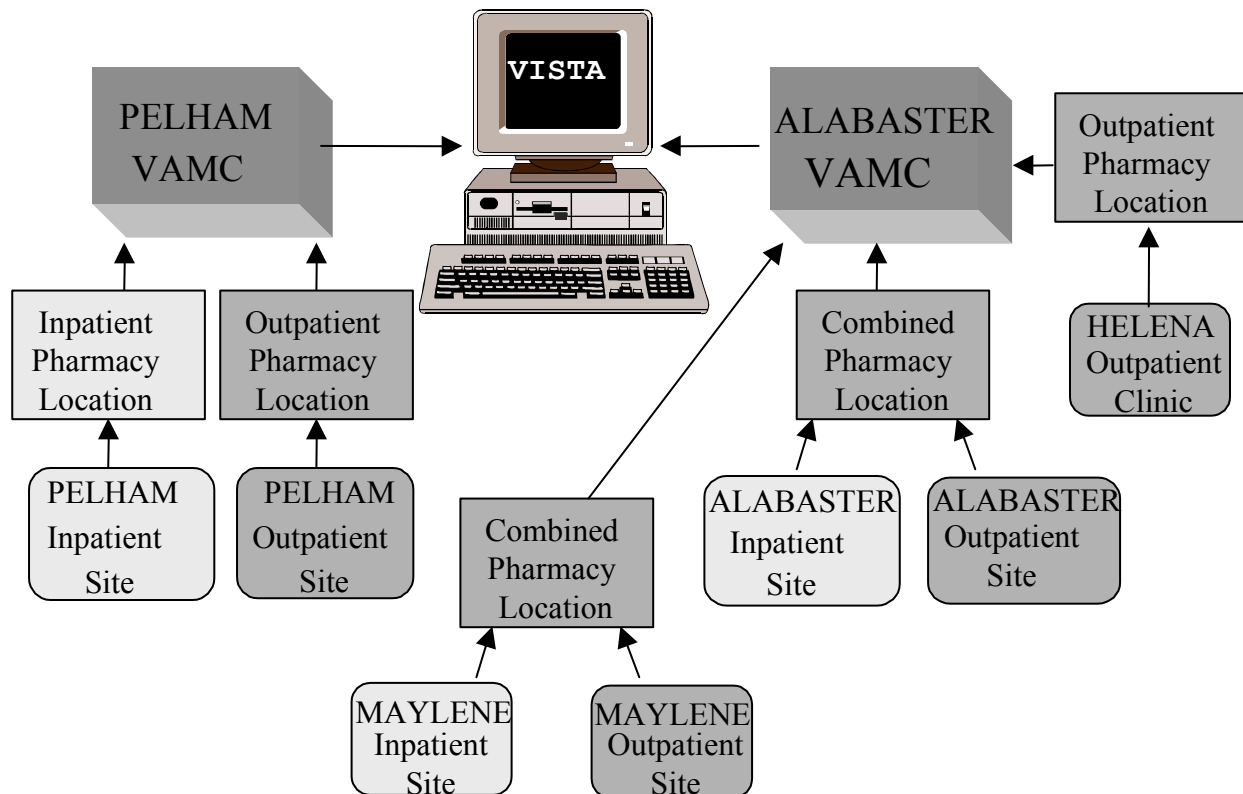 VISTA
PELHAM
VAMC
ALABASTER
VAMC
Outpatient
Pharmacy
Location
Inpatient
Pharmacy
Location
Outpatient
Pharmacy
Location
Combined
Pharmacy
Location
HELENA
Outpatient
Clinic
PELHAM
Inpatient
Site
PELHAM
Outpatient
Site
Combined
Pharmacy
Location
ALABASTER
Inpatient
Site
ALABASTER
Outpatient
Site
MAYLENE
Inpatient
Site
MAYLENE
Outpatient
Site